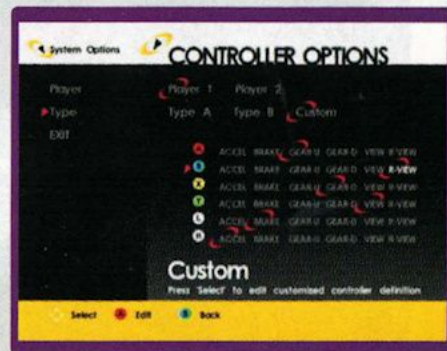 System Options
CONTROLLER OPTIONS
Player Player 1 Player 2
Type Type A Type B Custom
EXIT
A ACCEL BRAKE GEAR-U GEAR-D VIEW R-VIEW
B ACCEL BRAKE GEAR-U GEAR-D VIEW R-VIEW
X ACCEL BRAKE GEAR-U GEAR-D VIEW R-VIEW
Y ACCEL BRAKE GEAR-U GEAR-D VIEW R-VIEW
L ACCEL BRAKE GEAR-U GEAR-D VIEW R-VIEW
R ACCEL BRAKE GEAR-U GEAR-D VIEW R-VIEW
Custom
Press 'Select' to edit customized controller definition
Select A Edit B Back